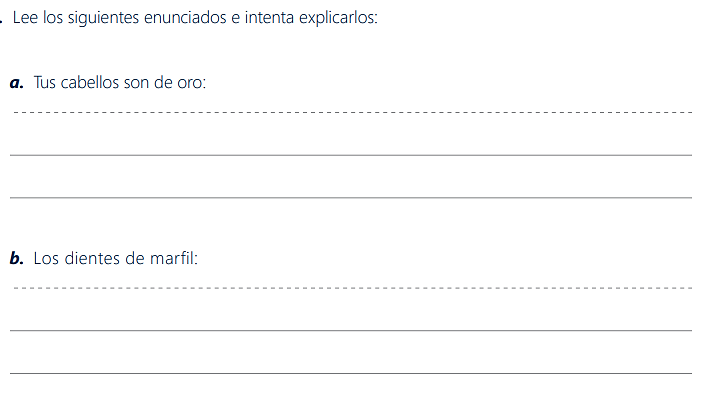 . Lee los siguientes enunciados e intenta explicarlos:
a. Tus cabellos son de oro:
b. Los dientes de marfil: